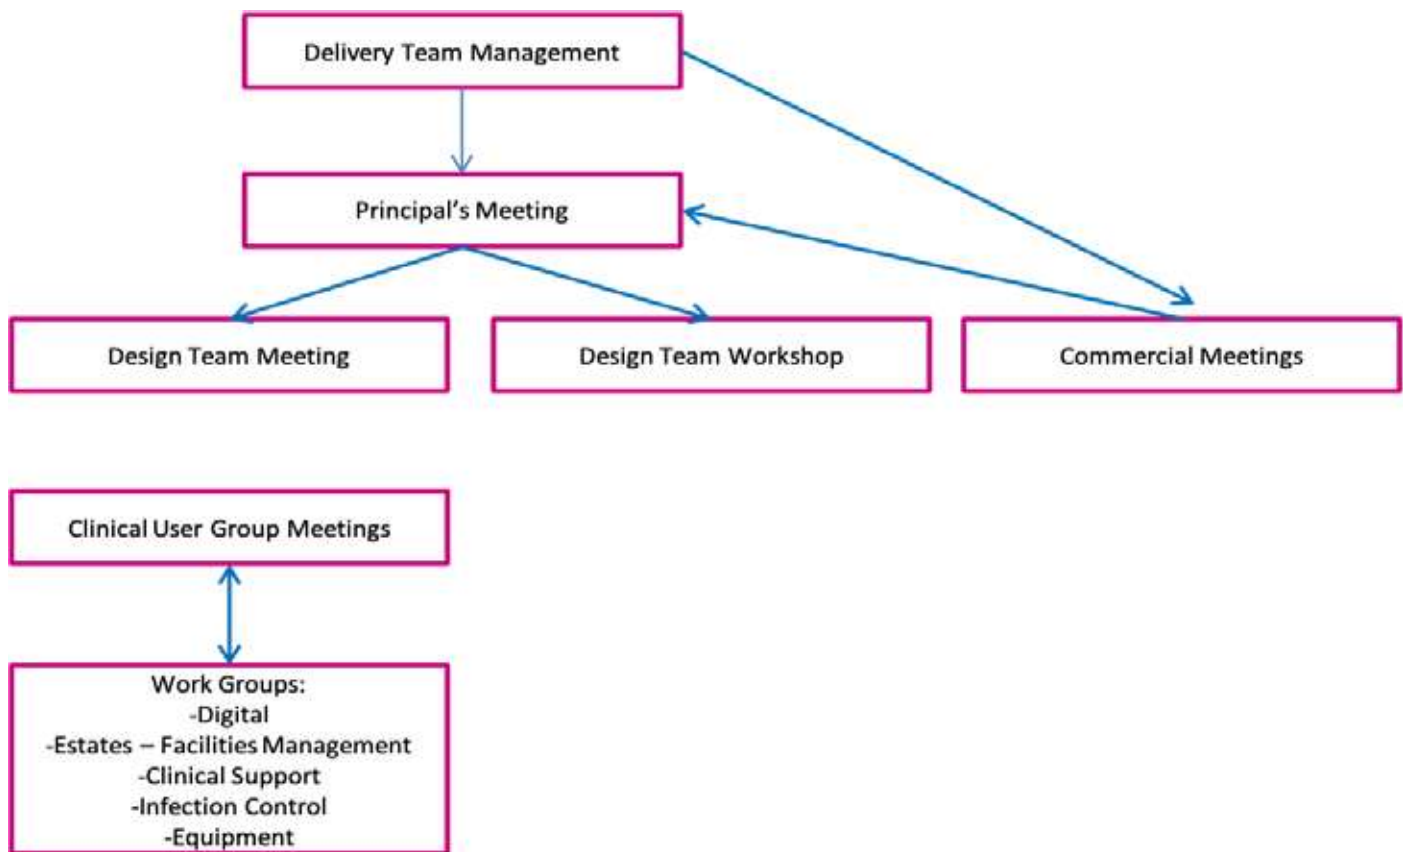 Delivery Team Management
Principal's Meeting
Design Team Meeting
Design Team Workshop
Commercial Meetings
Clinical User Group Meetings
Work Groups:
-Digital
-Estates – Facilities Management
-Clinical Support
-Infection Control
-Equipment